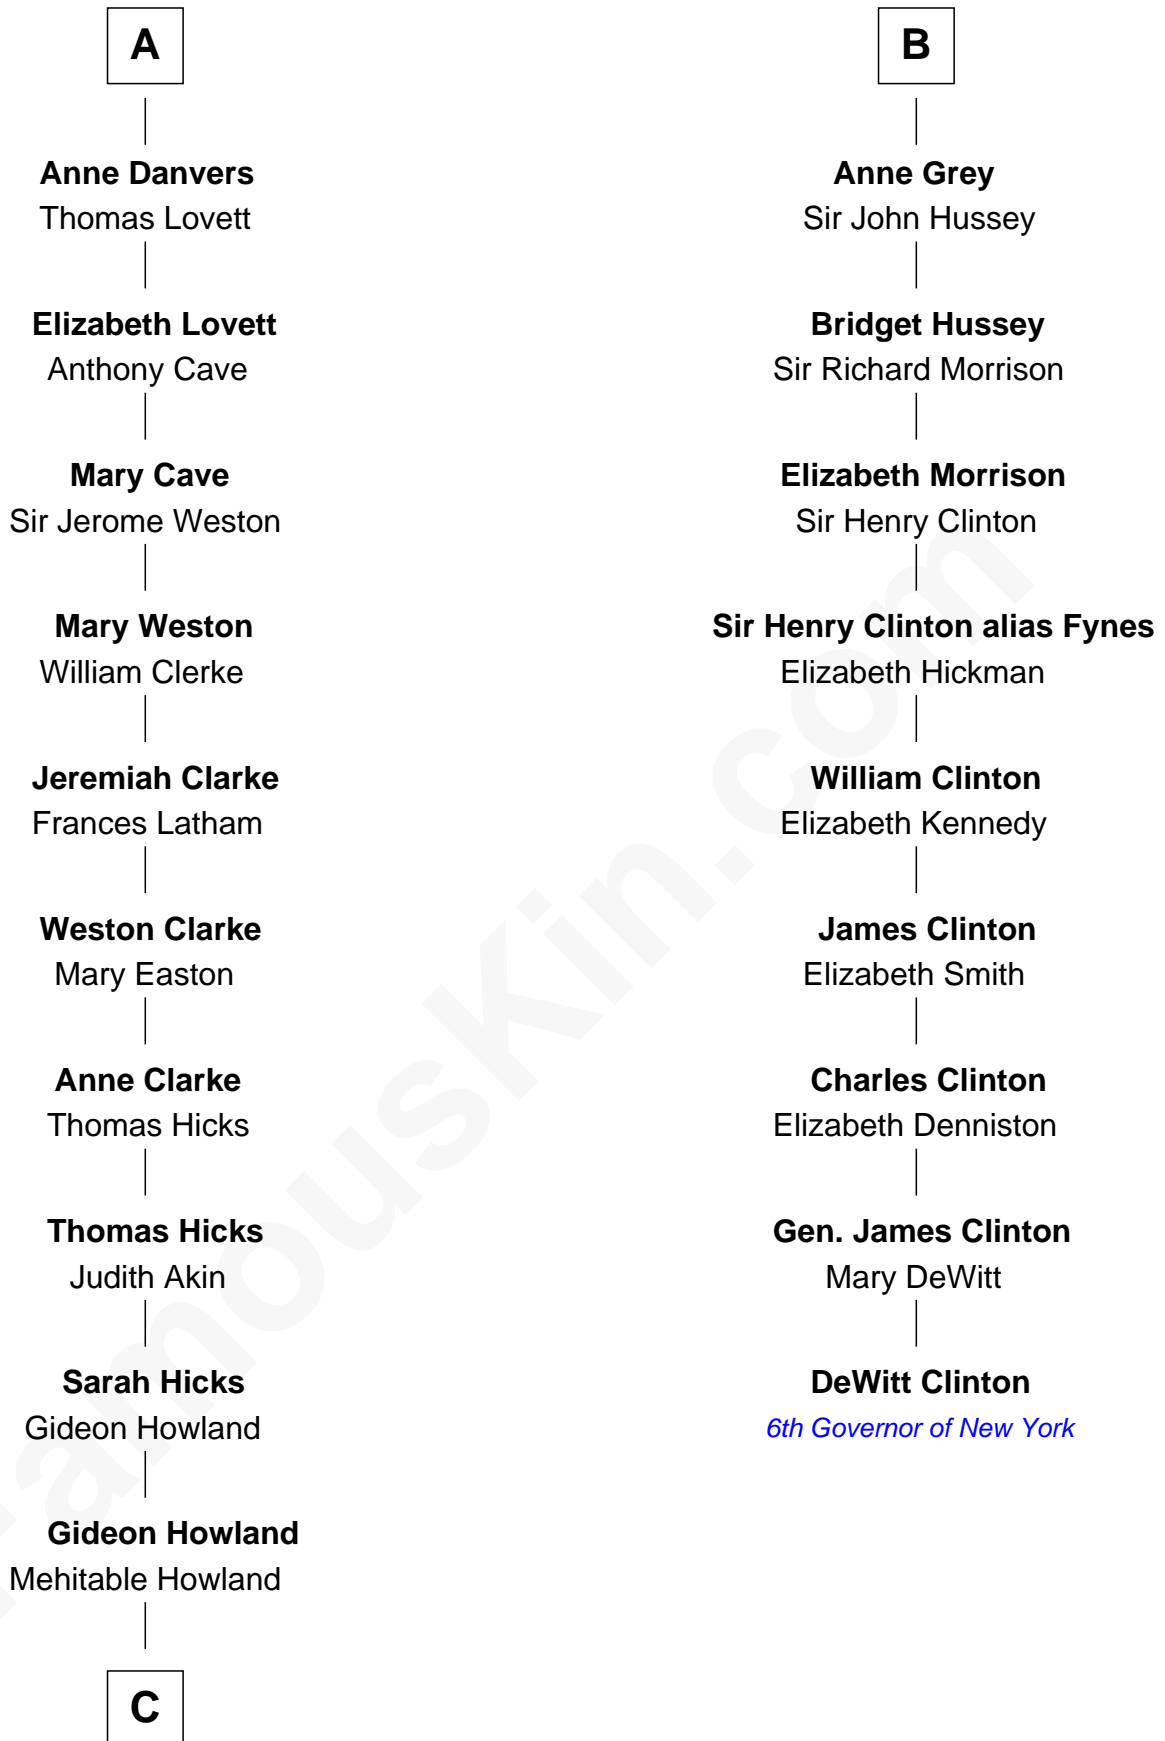 A
Anne Danvers
Thomas Lovett
Elizabeth Lovett
Anthony Cave
Mary Cave
Sir Jerome Weston
Mary Weston
William Clerke
Jeremiah Clarke
Frances Latham
Weston Clarke
Mary Easton
Anne Clarke
Thomas Hicks
Thomas Hicks
Judith Akin
Sarah Hicks
Gideon Howland
Gideon Howland
Mehitable Howland
C
B
Anne Grey
Sir John Hussey
Bridget Hussey
Sir Richard Morrison
Elizabeth Morrison
Sir Henry Clinton
Sir Henry Clinton alias Fynes
Elizabeth Hickman
William Clinton
Elizabeth Kennedy
James Clinton
Elizabeth Smith
Charles Clinton
Elizabeth Denniston
Gen. James Clinton
Mary DeWitt
DeWitt Clinton
6th Governor of New York
FamousKin.com